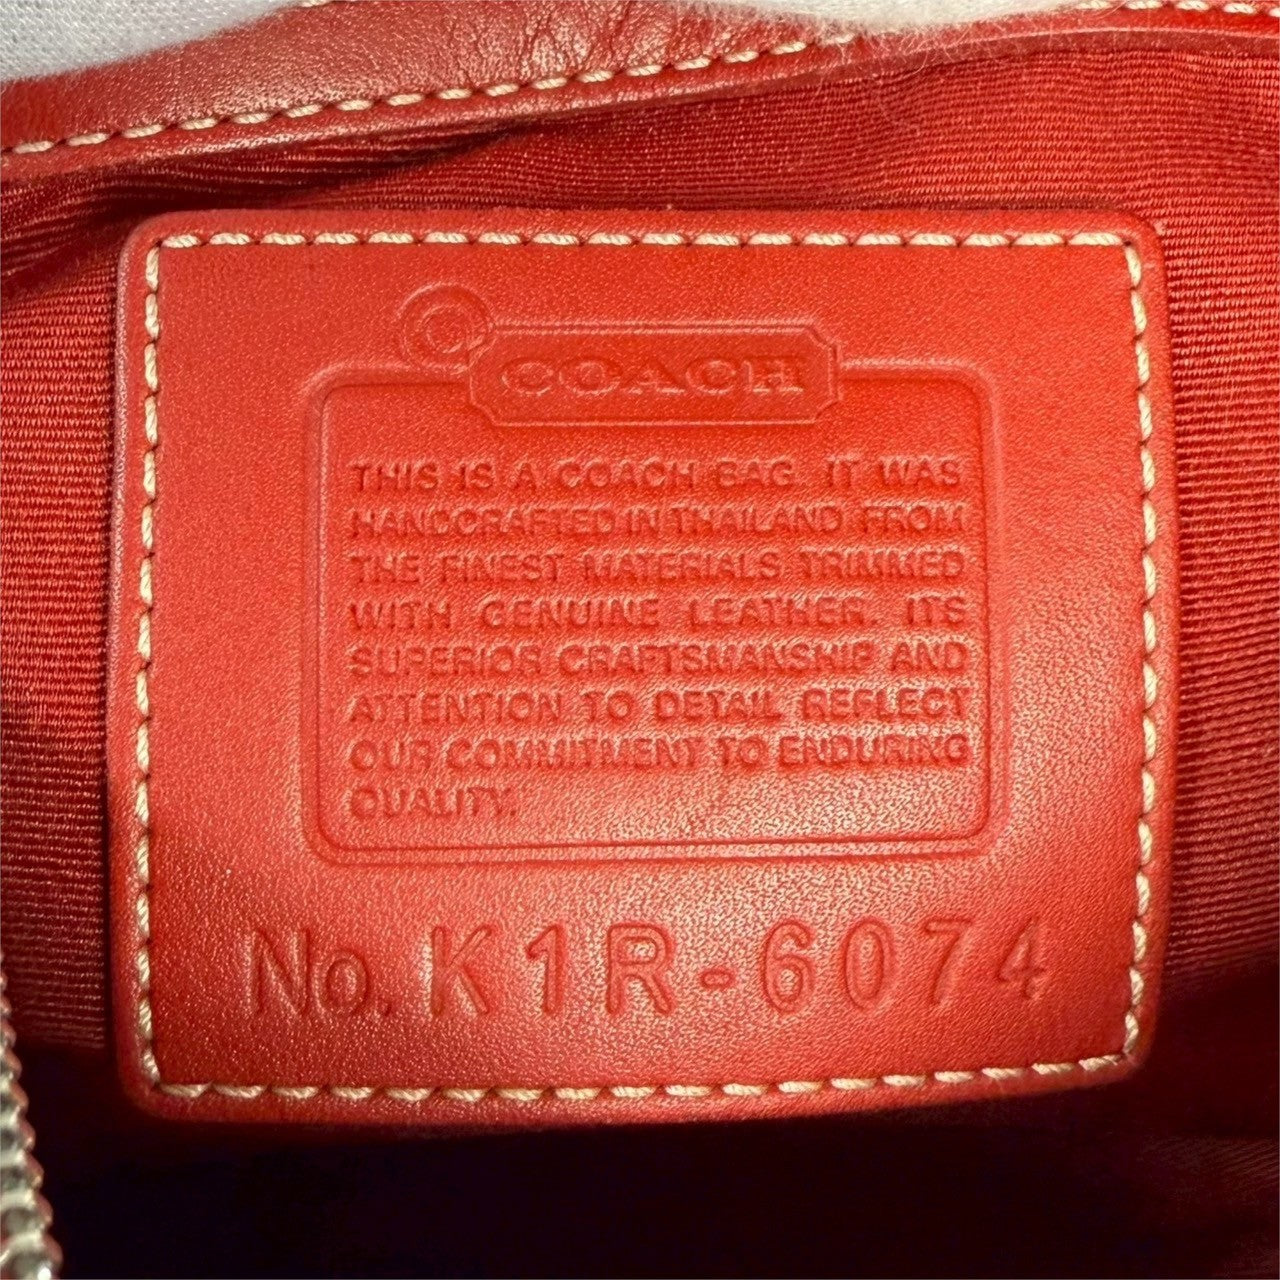 COACH
THIS IS A COACH BAG. IT WAS
HANDCRAFTED IN THAILAND FROM
THE FINEST MATERIALS TRIMMED
WITH GENUINE LEATHER. ITS
SUPERIOR CRAFTSMANSHIP AND
ATTENTION TO DETAIL REFLECT
OUR COMMITMENT TO ENDURING
QUALITY.
No. K1R-6074